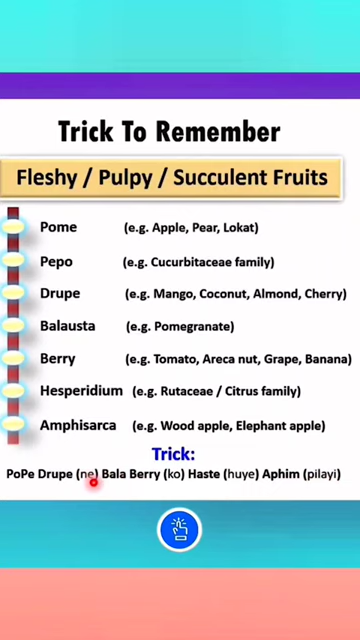 Trick To Remember
Fleshy / Pulpy / Succulent Fruits
Pome (e.g. Apple, Pear, Lokat)
Pepo (e.g. Cucurbitaceae family)
Drupe (e.g. Mango, Coconut, Almond, Cherry)
Balausta (e.g. Pomegranate)
Berry (e.g. Tomato, Areca nut, Grape, Banana)
Hesperidium (e.g. Rutaceae / Citrus family)
Amphisarca (e.g. Wood apple, Elephant apple)
Trick:
PoPe Drupe (ne) Bala Berry (ko) Haste (huye) Aphim (pilayi)